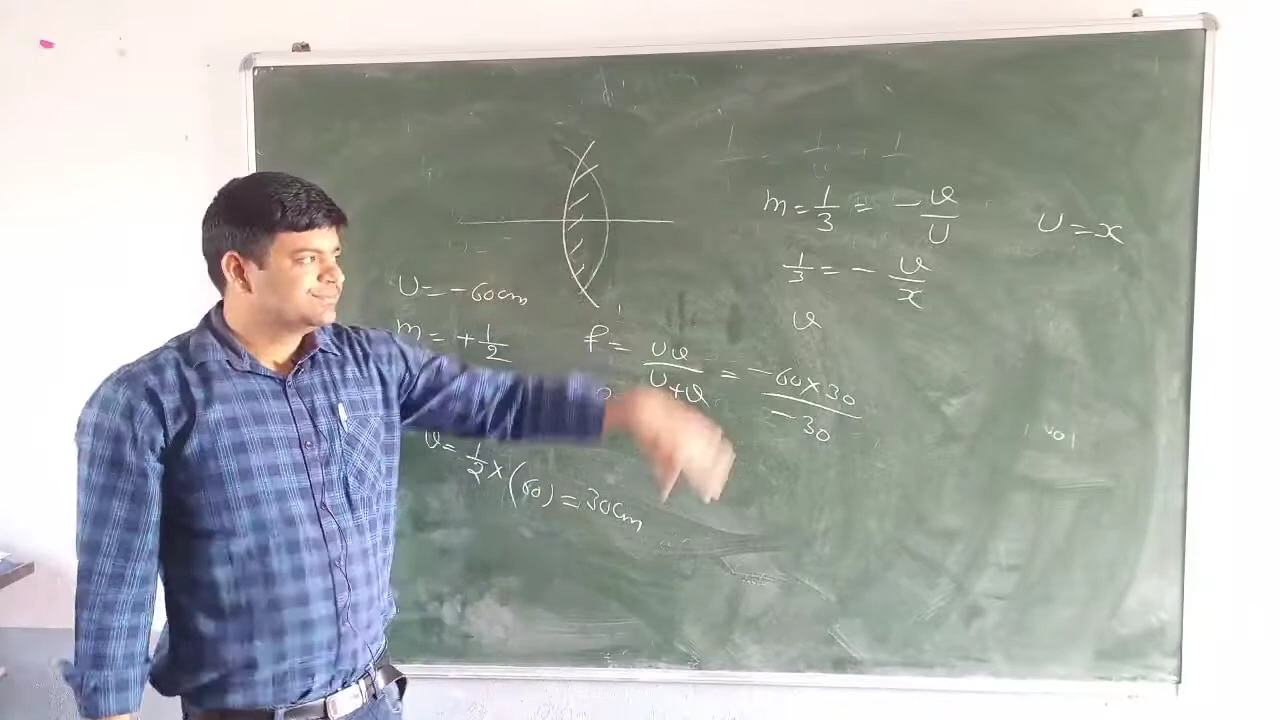 U = -60cm
m = +1/2
v = 1/2 × (60) = 30cm
f = Uv/U+v = -60×30/-30
m = 1/3 = -v/U
1/3 = -v/x
v
U = x